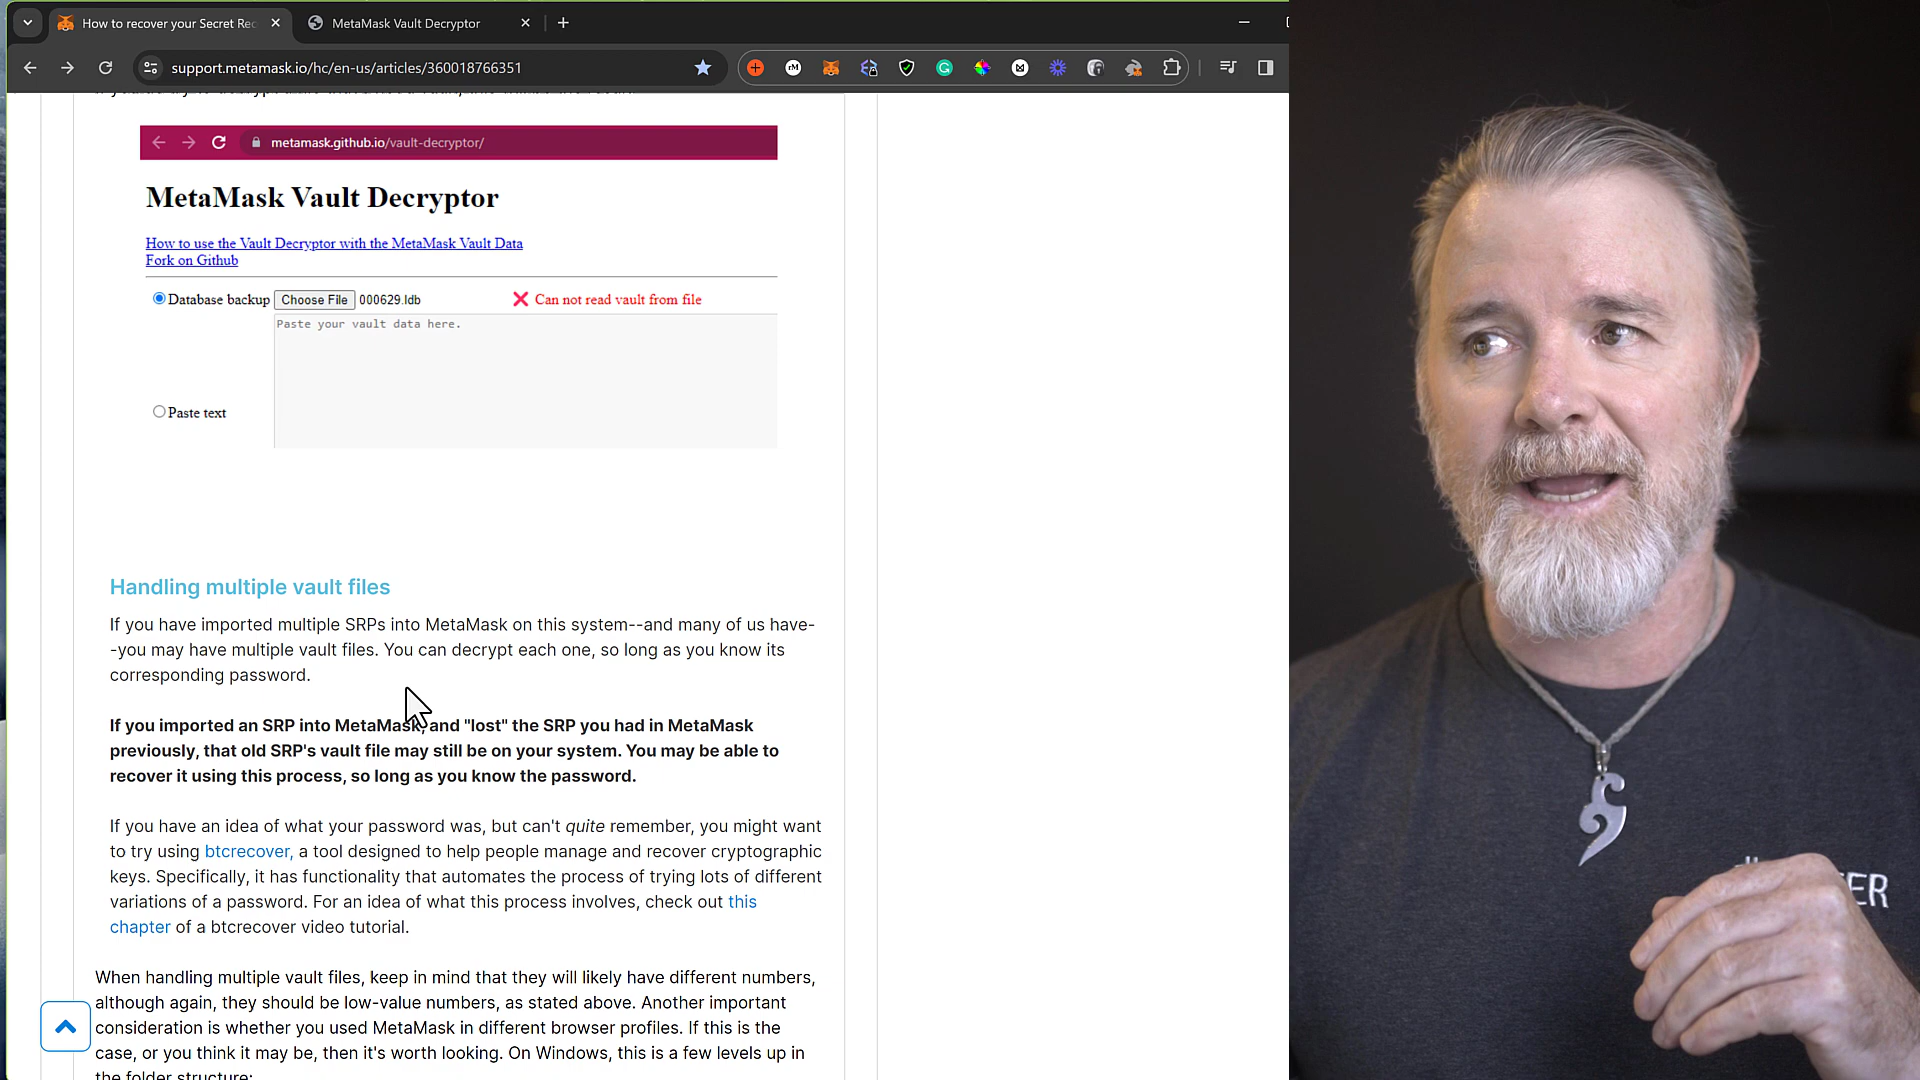 How to recover your Secret Rec
MetaMask Vault Decryptor
support.metamask.io/hc/en-us/articles/360018766351
metamask.github.io/vault-decryptor/
MetaMask Vault Decryptor
How to use the Vault Decryptor with the MetaMask Vault Data
Fork on Github
Database backup Choose File 000629.ldb Can not read vault from file
Paste your vault data here.
Paste text
Handling multiple vault files
If you have imported multiple SRPs into MetaMask on this system--and many of us have-
-you may have multiple vault files. You can decrypt each one, so long as you know its
corresponding password.
If you imported an SRP into MetaMask, and "lost" the SRP you had in MetaMask
previously, that old SRP's vault file may still be on your system. You may be able to
recover it using this process, so long as you know the password.
If you have an idea of what your password was, but can't quite remember, you might want
to try using btcrecover, a tool designed to help people manage and recover cryptographic
keys. Specifically, it has functionality that automates the process of trying lots of different
variations of a password. For an idea of what this process involves, check out this
chapter of a btcrecover video tutorial.
When handling multiple vault files, keep in mind that they will likely have different numbers,
although again, they should be low-value numbers, as stated above. Another important
consideration is whether you used MetaMask in different browser profiles. If this is the
case, or you think it may be, then it's worth looking. On Windows, this is a few levels up in
the folder structure:
ER